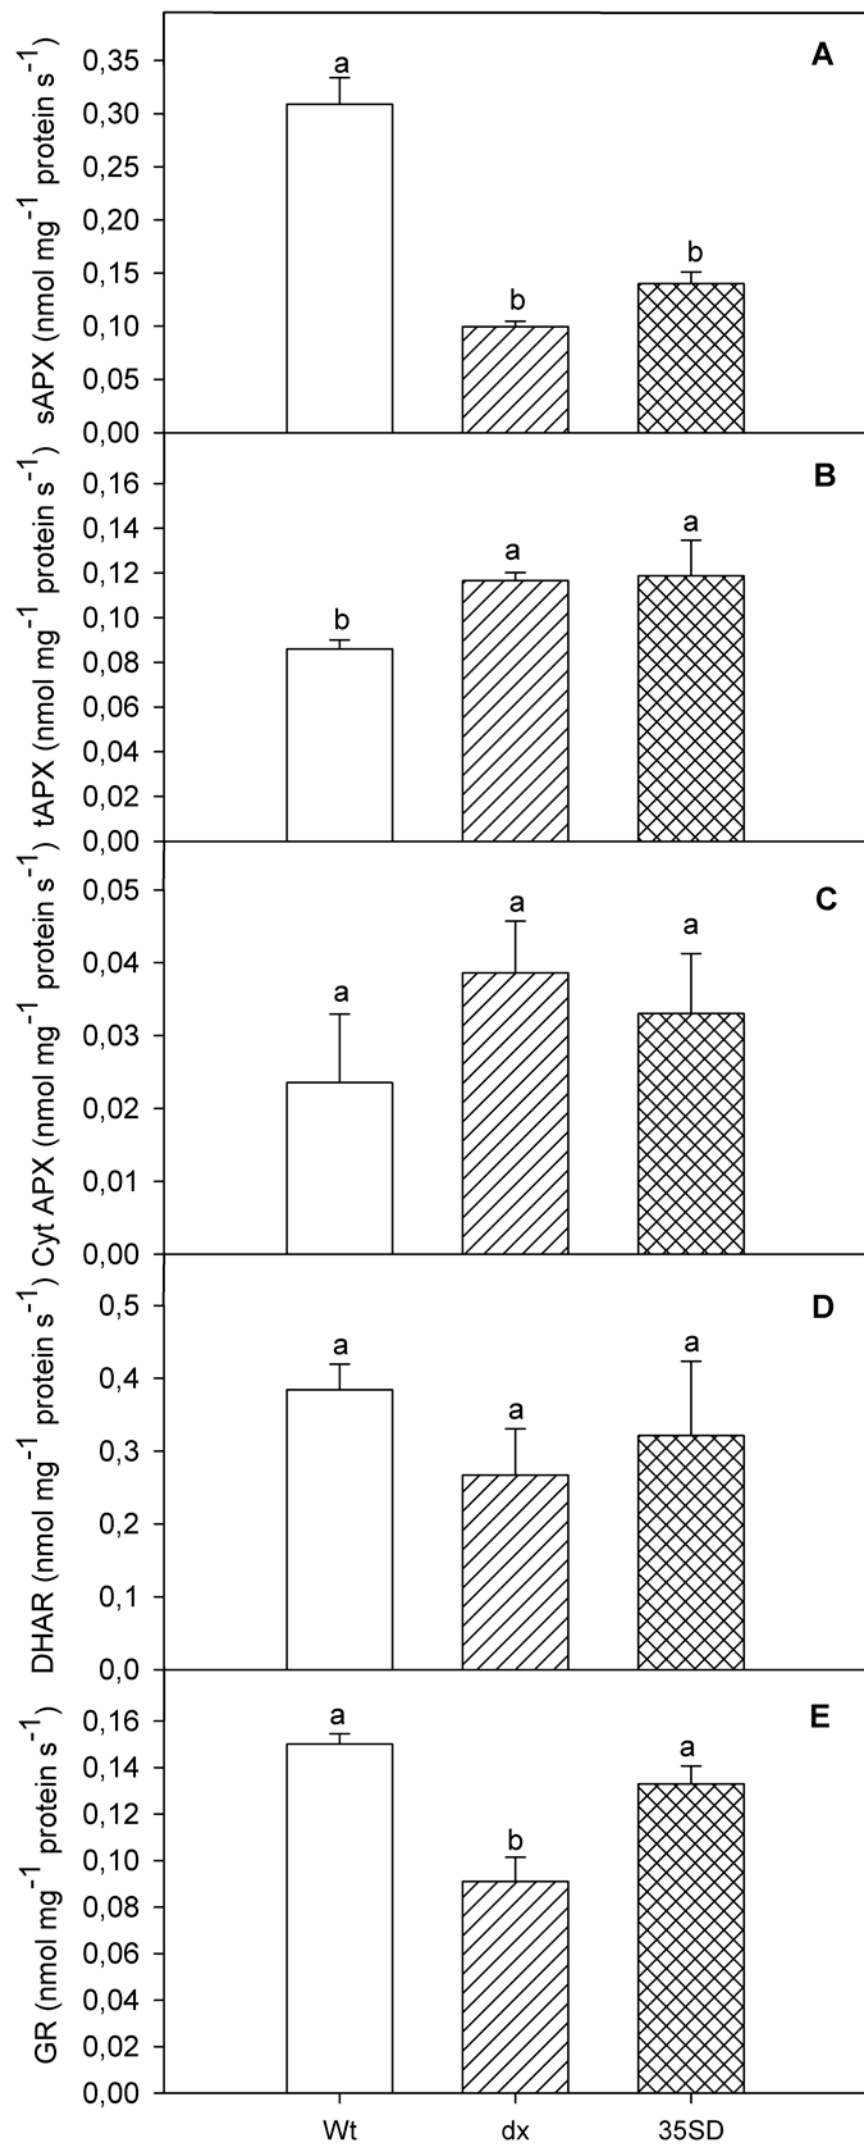 A
sAPX (nmol mg⁻¹ protein s⁻¹)
0,35
0,30
0,25
0,20
0,15
0,10
0,05
0,00
a
b
b
B
tAPX (nmol mg⁻¹ protein s⁻¹)
0,16
0,14
0,12
0,10
0,08
0,06
0,04
0,02
0,00
b
a
a
C
Cyt APX (nmol mg⁻¹ protein s⁻¹)
0,05
0,04
0,03
0,02
0,01
0,00
a
a
a
D
DHAR (nmol mg⁻¹ protein s⁻¹)
0,5
0,4
0,3
0,2
0,1
0,0
a
a
a
E
GR (nmol mg⁻¹ protein s⁻¹)
0,16
0,14
0,12
0,10
0,08
0,06
0,04
0,02
0,00
a
b
a
Wt dx 35SD